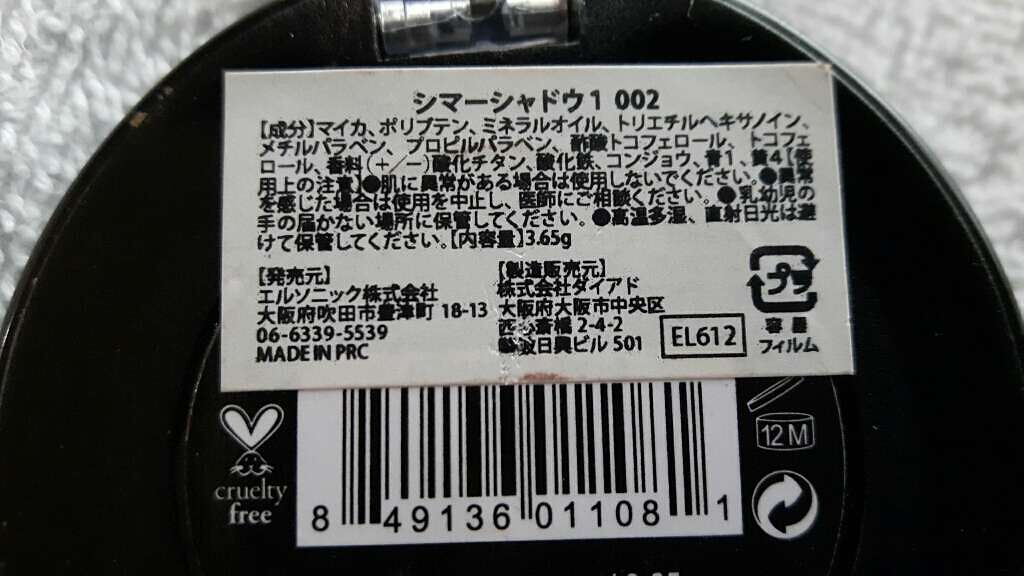 シマーシャドウ1 002
【成分】マイカ、ポリブテン、ミネラルオイル、トリエチルヘキサノイン、
メチルパラベン、プロピルパラベン、酢酸トコフェロール、トコフェ
ロール、香料(+/−)酸化チタン、酸化鉄、コンジョウ、青1、黄4【使
用上の注意】●肌に異常がある場合は使用しないでください。●異常
を感じた場合は使用を中止し、医師にご相談ください。●乳幼児の
手の届かない場所に保管してください。●高温多湿、直射日光は避
けて保管してください。【内容量】3.65g
【発売元】
エルソニック株式会社
大阪府吹田市豊津町 18-13
06-6339-5539
MADE IN PRC
【製造販売元】
株式会社ダイアド
大阪府大阪市中央区
西心斎橋 2-4-2
難波日興ビル 501
EL612
プラ
容器
フィルム
cruelty
free
12 M
8 49136 01108 1